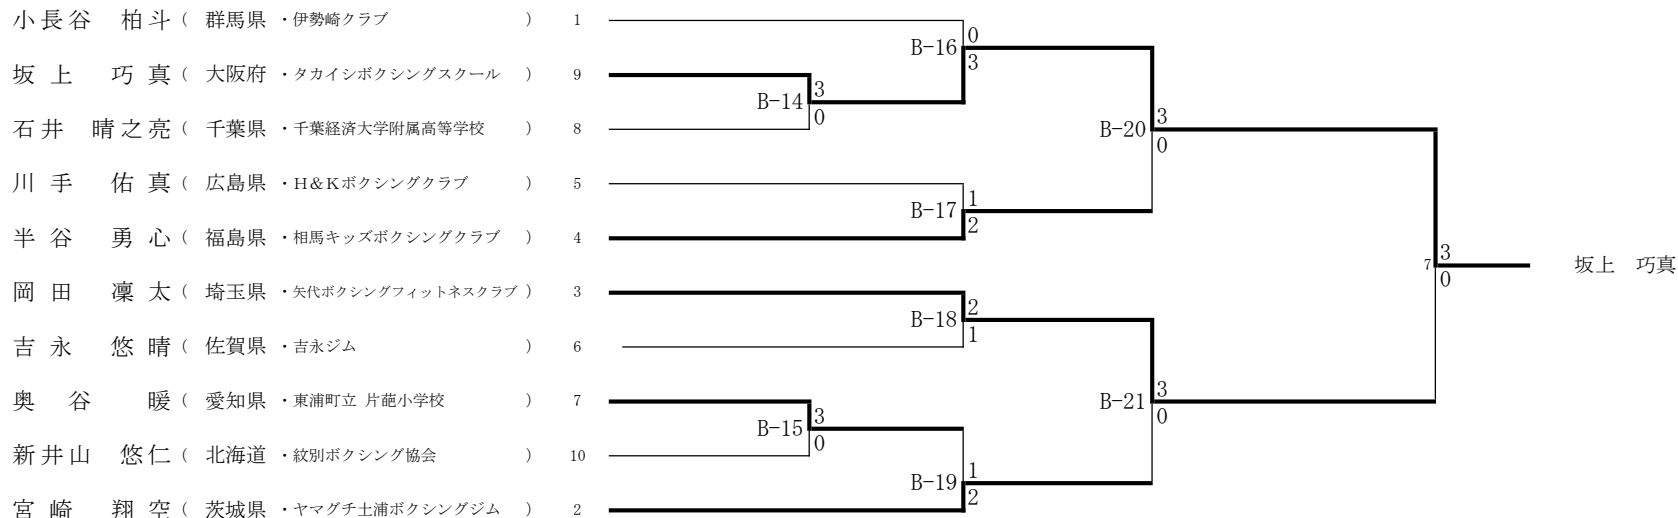 小長谷　柏斗 （ 群馬県 ・伊勢崎クラブ ） 1
0
B-16
3
坂上　巧真 （ 大阪府 ・タカイシボクシングスクール ） 9
3
B-14
0
石井　晴之亮 （ 千葉県 ・千葉経済大学附属高等学校 ） 8
3
B-20
0
川手　佑真 （ 広島県 ・H＆Kボクシングクラブ ） 5
1
B-17
2
半谷　勇心 （ 福島県 ・相馬キッズボクシングクラブ ） 4
3
7
0
坂上　巧真
岡田　凜太 （ 埼玉県 ・矢代ボクシングフィットネスクラブ ） 3
2
B-18
1
吉永　悠晴 （ 佐賀県 ・吉永ジム ） 6
3
B-21
0
奥谷　暖 （ 愛知県 ・東浦町立 片葩小学校 ） 7
3
B-15
0
新井山　悠仁 （ 北海道 ・紋別ボクシング協会 ） 10
1
B-19
2
宮崎　翔空 （ 茨城県 ・ヤマグチ土浦ボクシングジム ） 2